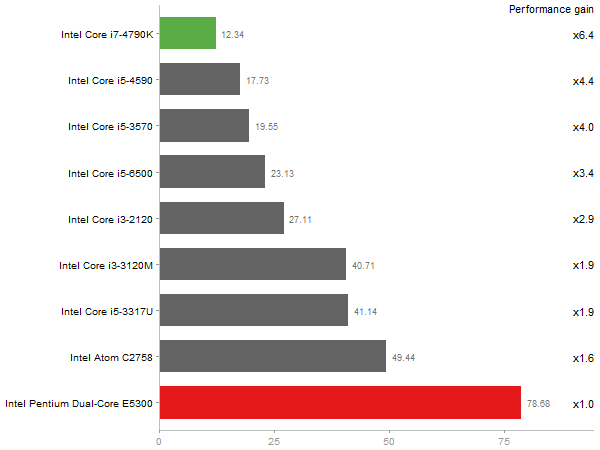 Performance gain
Intel Core i7-4790K 12.34 x6.4
Intel Core i5-4590 17.73 x4.4
Intel Core i5-3570 19.55 x4.0
Intel Core i5-6500 23.13 x3.4
Intel Core i3-2120 27.11 x2.9
Intel Core i3-3120M 40.71 x1.9
Intel Core i5-3317U 41.14 x1.9
Intel Atom C2758 49.44 x1.6
Intel Pentium Dual-Core E5300 78.68 x1.0
0 25 50 75